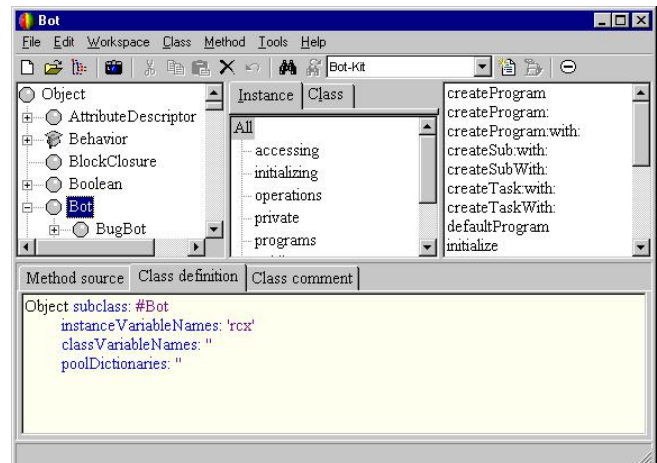 Bot
File Edit Workspace Class Method Tools Help
Bot-Kit
Object
AttributeDescriptor
Behavior
BlockClosure
Boolean
Bot
BugBot
Instance Class
All
accessing
initializing
operations
private
programs
createProgram
createProgram:
createProgram:with:
createSub:with:
createSubWith:
createTask:with:
createTaskWith:
defaultProgram
initialize
Method source Class definition Class comment
Object subclass: #Bot
instanceVariableNames: 'rcx'
classVariableNames: ''
poolDictionaries: ''